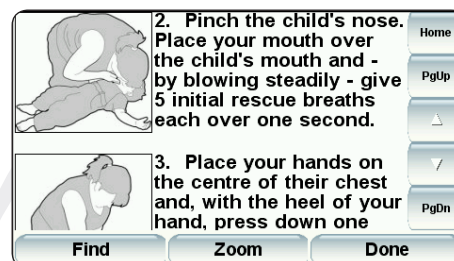 2. Pinch the child's nose.
Place your mouth over
the child's mouth and -
by blowing steadily - give
5 initial rescue breaths
each over one second.
3. Place your hands on
the centre of their chest
and, with the heel of your
hand, press down one
Home
PgUp
PgDn
Find
Zoom
Done